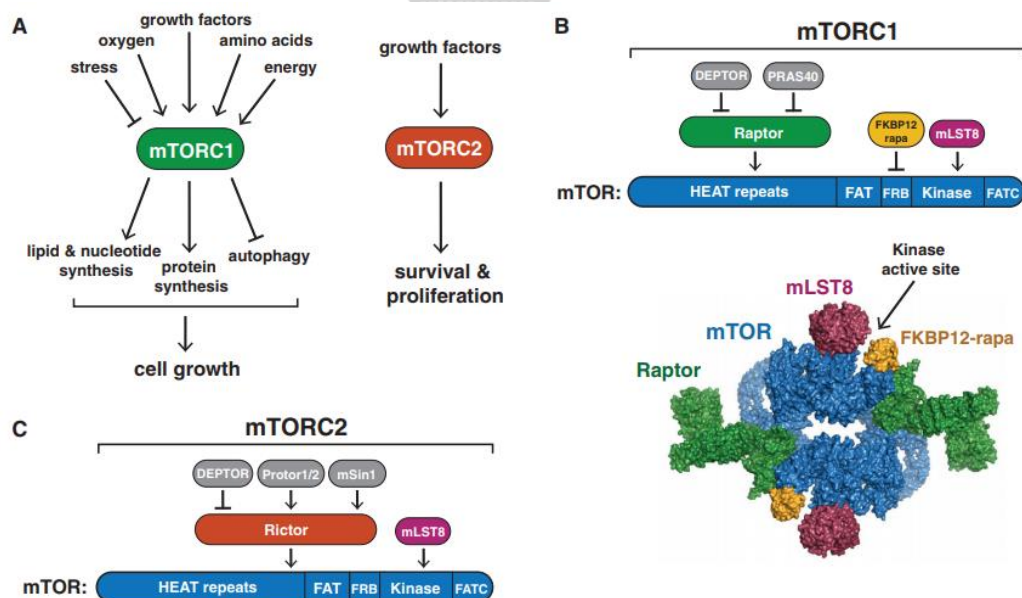 A
growth factors
oxygen
amino acids
stress
energy
mTORC1
lipid & nucleotide
synthesis
protein
synthesis
autophagy
cell growth
growth factors
mTORC2
survival &
proliferation
B
mTORC1
DEPTOR
PRAS40
Raptor
FKBP12
rapa
mLST8
mTOR:
HEAT repeats
FAT
FRB
Kinase
FATC
Kinase
active site
mLST8
mTOR
FKBP12-rapa
Raptor
C
mTORC2
DEPTOR
Protor1/2
mSin1
Rictor
mLST8
mTOR:
HEAT repeats
FAT
FRB
Kinase
FATC